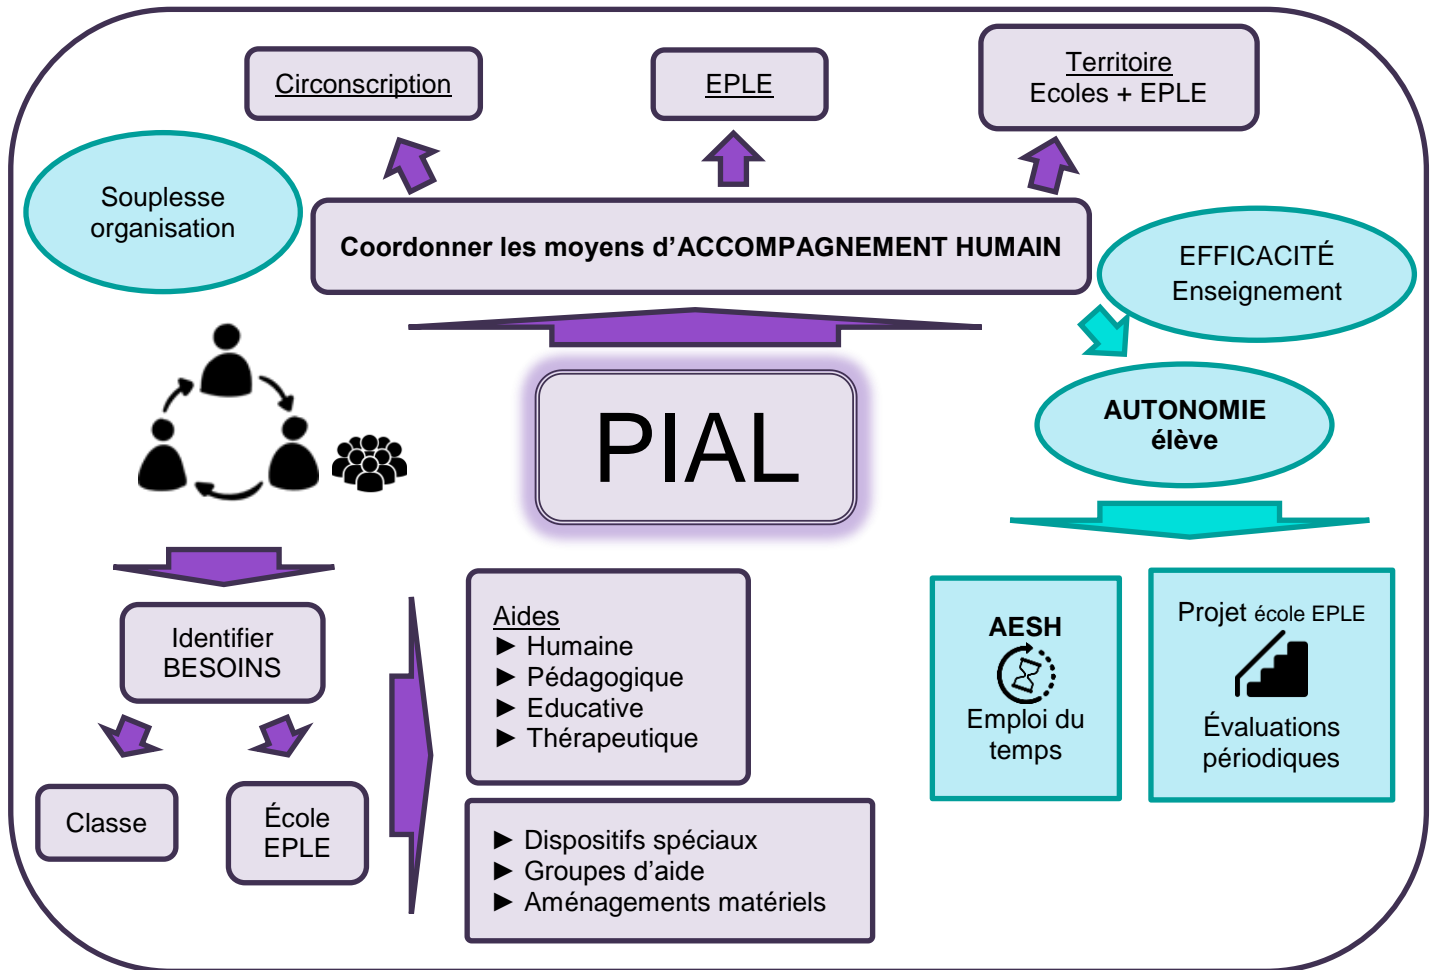 Circonscription
EPLE
Territoire
Ecoles + EPLE
Souplesse
organisation
Coordonner les moyens d’ACCOMPAGNEMENT HUMAIN
EFFICACITÉ
Enseignement
PIAL
AUTONOMIE
élève
Identifier
BESOINS
Classe
École
EPLE
Aides
► Humaine
► Pédagogique
► Educative
► Thérapeutique
► Dispositifs spéciaux
► Groupes d’aide
► Aménagements matériels
AESH
Emploi du
temps
Projet école EPLE
Évaluations
périodiques